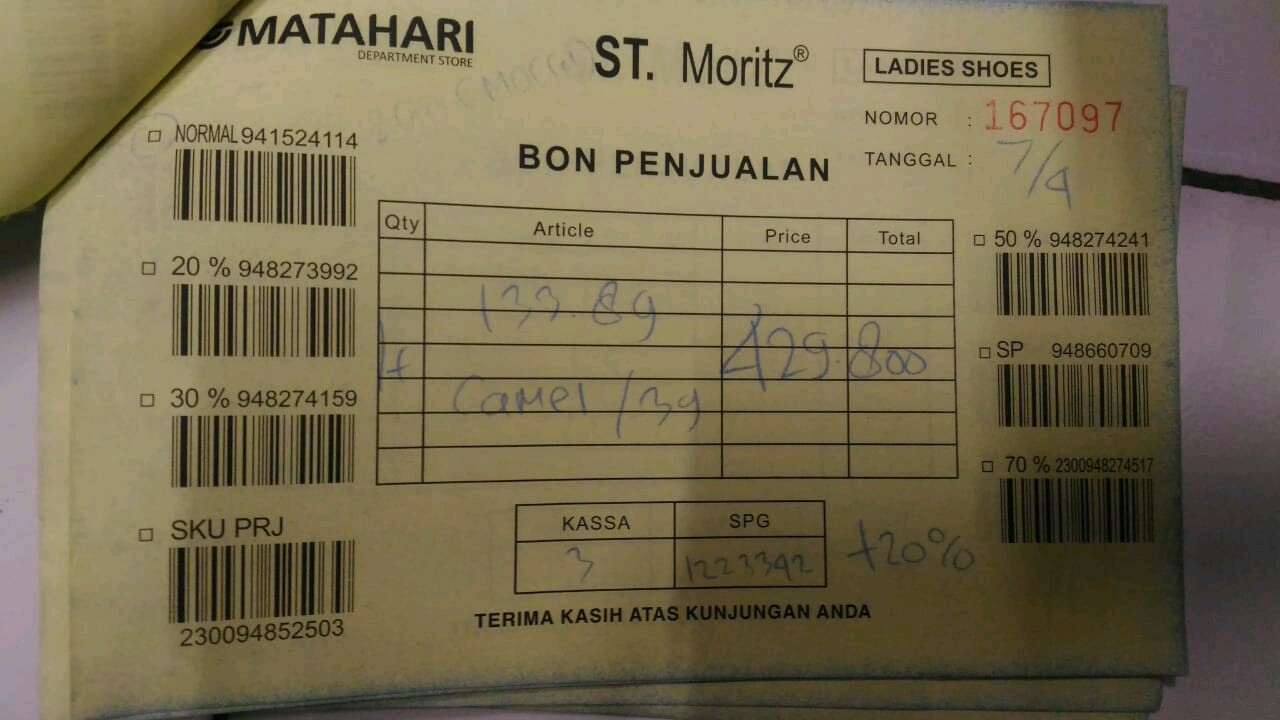 MATAHARI
DEPARTMENT STORE
ST. Moritz®
LADIES SHOES
NOMOR : 167097
TANGGAL : 7/4
BON PENJUALAN
NORMAL 941524114
20 % 948273992
30 % 948274159
SKU PRJ
230094852503
Qty Article Price Total
133.89
429.800
Camel /39
50 % 948274241
SP 948660709
70 % 2300948274517
KASSA SPG
3 1223342
+20%
TERIMA KASIH ATAS KUNJUNGAN ANDA